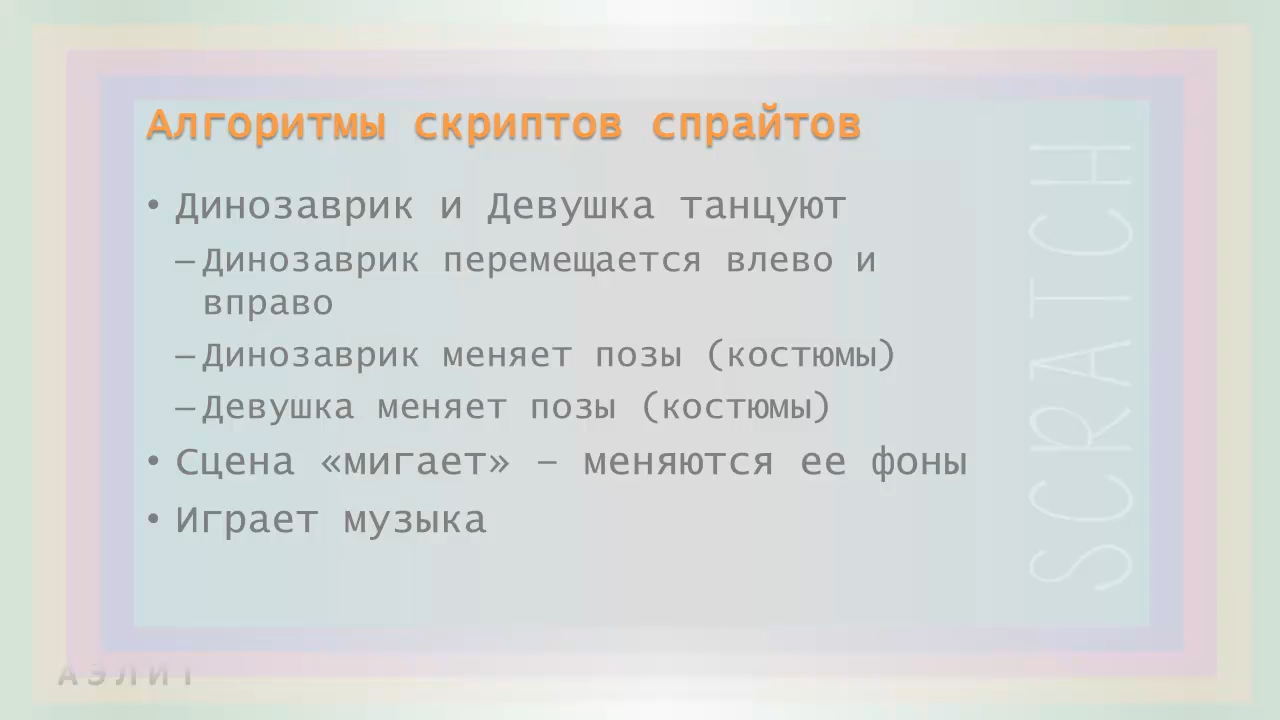 Алгоритмы скриптов спрайтов
• Динозаврик и Девушка танцуют
– Динозаврик перемещается влево и
вправо
– Динозаврик меняет позы (костюмы)
– Девушка меняет позы (костюмы)
• Сцена «мигает» – меняются ее фоны
• Играет музыка
SCRATCH